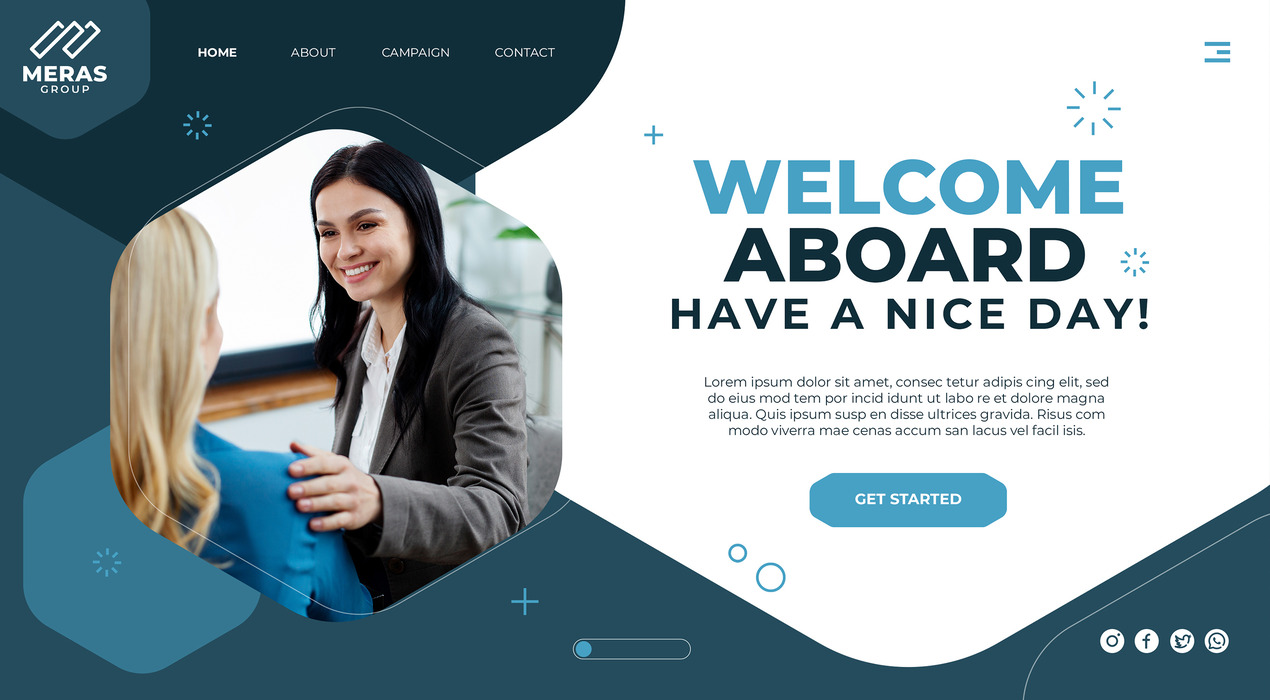 MERAS
GROUP
HOME ABOUT CAMPAIGN CONTACT
WELCOME
ABOARD
HAVE A NICE DAY!
Lorem ipsum dolor sit amet, consec tetur adipis cing elit, sed
do eius mod tem por incid idunt ut labo re et dolore magna
aliqua. Quis ipsum susp en disse ultrices gravida. Risus com
modo viverra mae cenas accum san lacus vel facil isis.
GET STARTED